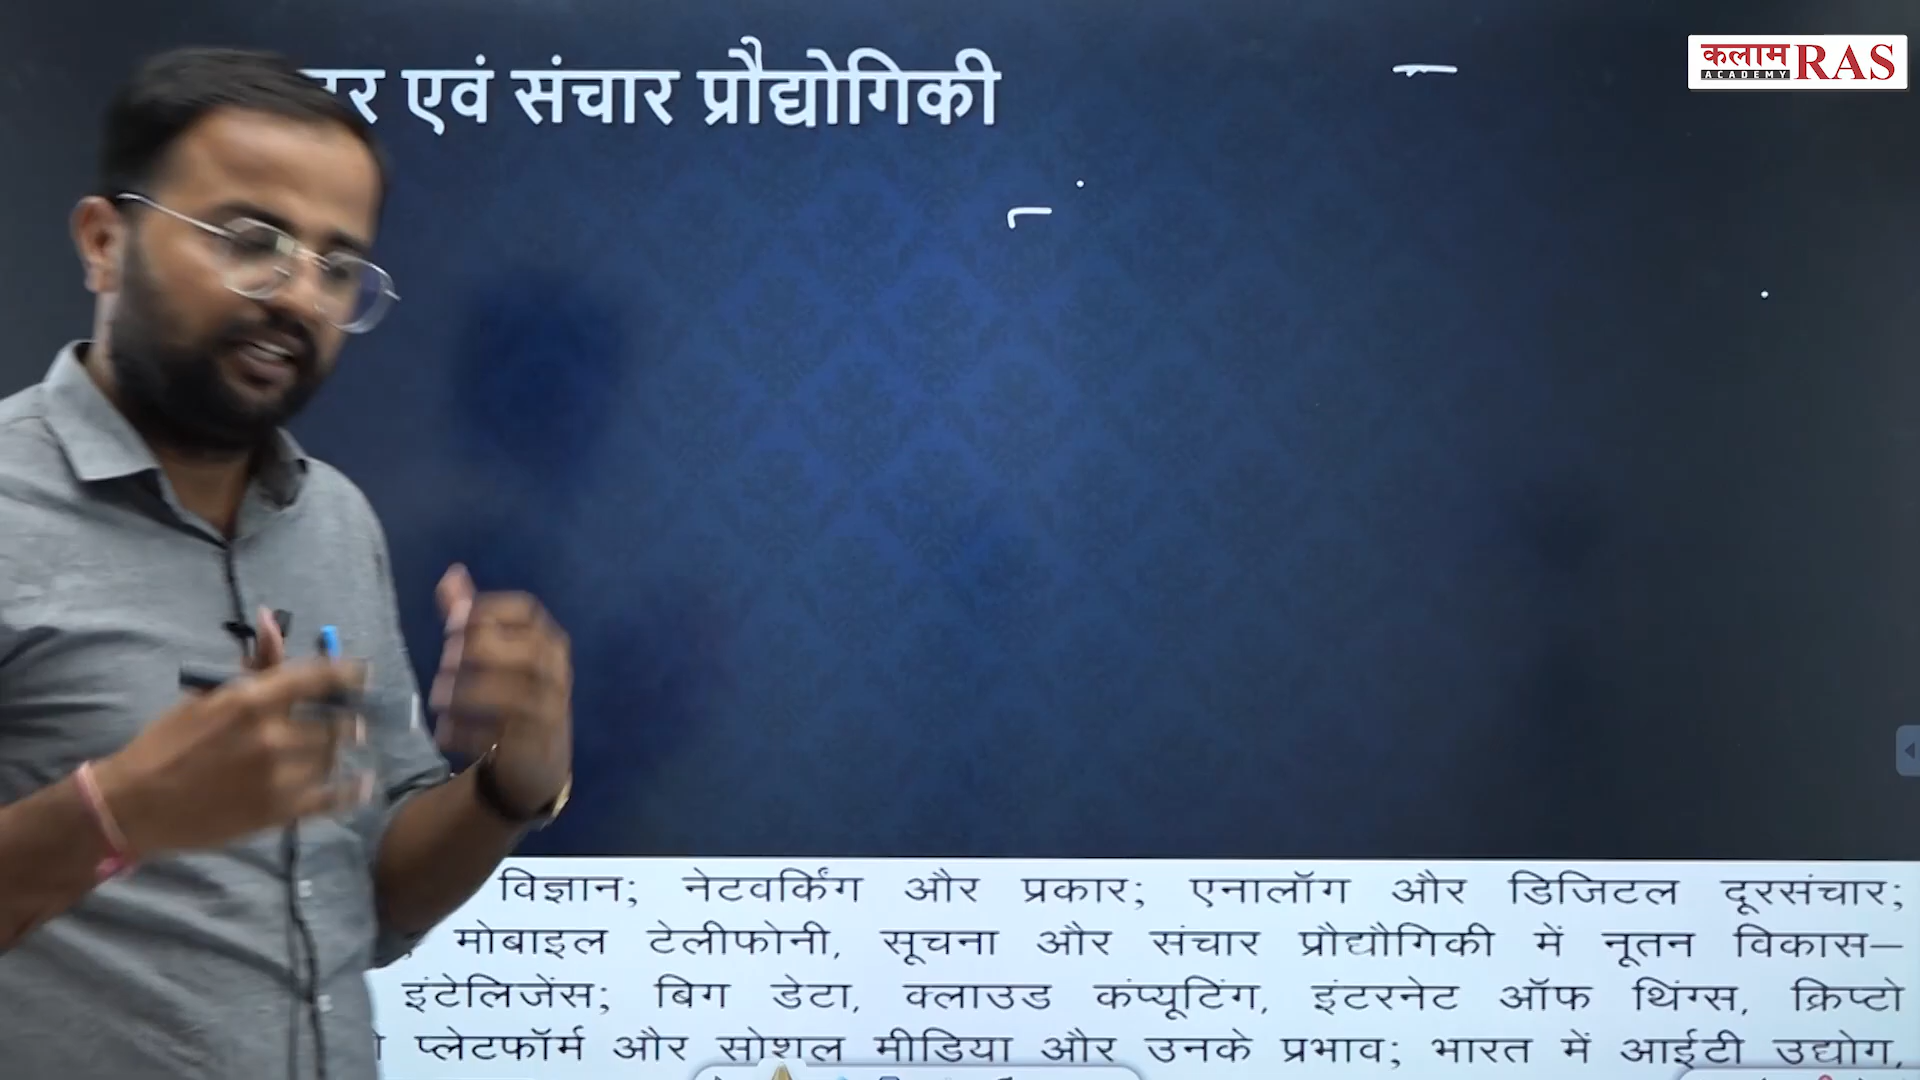 एवं संचार प्रौद्योगिकी
कलाम RAS
ACADEMY
विज्ञान; नेटवर्किंग और प्रकार; एनालॉग और डिजिटल दूरसंचार;
मोबाइल टेलीफोनी, सूचना और संचार प्रौद्यौगिकी में नूतन विकास–
इंटेलिजेंस; बिग डेटा, क्लाउड कंप्यूटिंग, इंटरनेट ऑफ थिंग्स, क्रिप्टो
प्लेटफॉर्म और सोशल मीडिया और उनके प्रभाव; भारत में आईटी उद्योग,